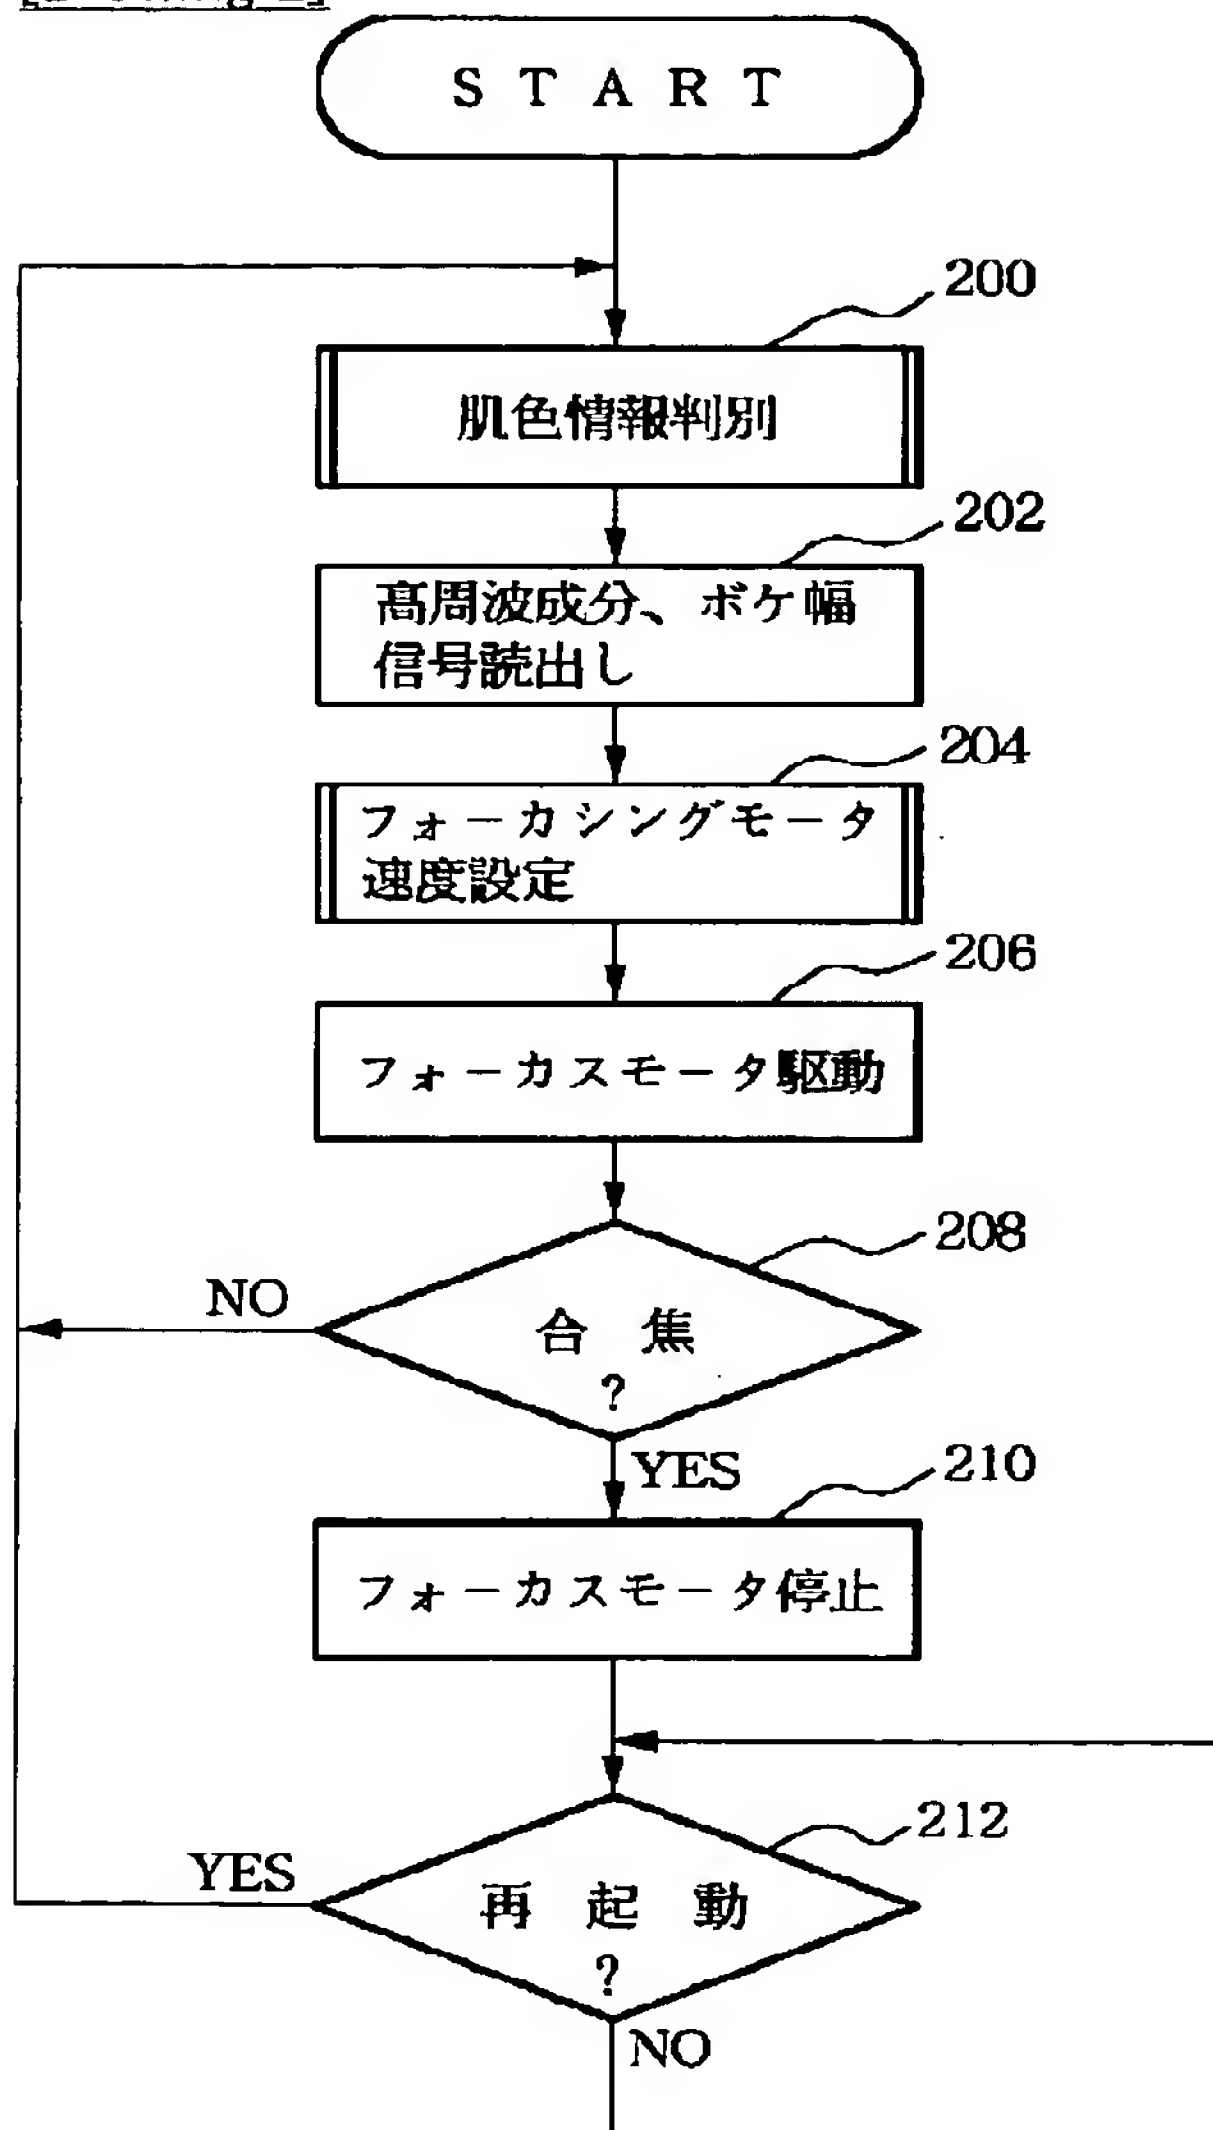 START
200
肌色情報判別
202
高周波成分、ボケ幅
信号読出し
204
フォーカシングモータ
速度設定
206
フォーカスモータ駆動
208
NO
合焦
?
YES
210
フォーカスモータ停止
212
YES
再起動
?
NO